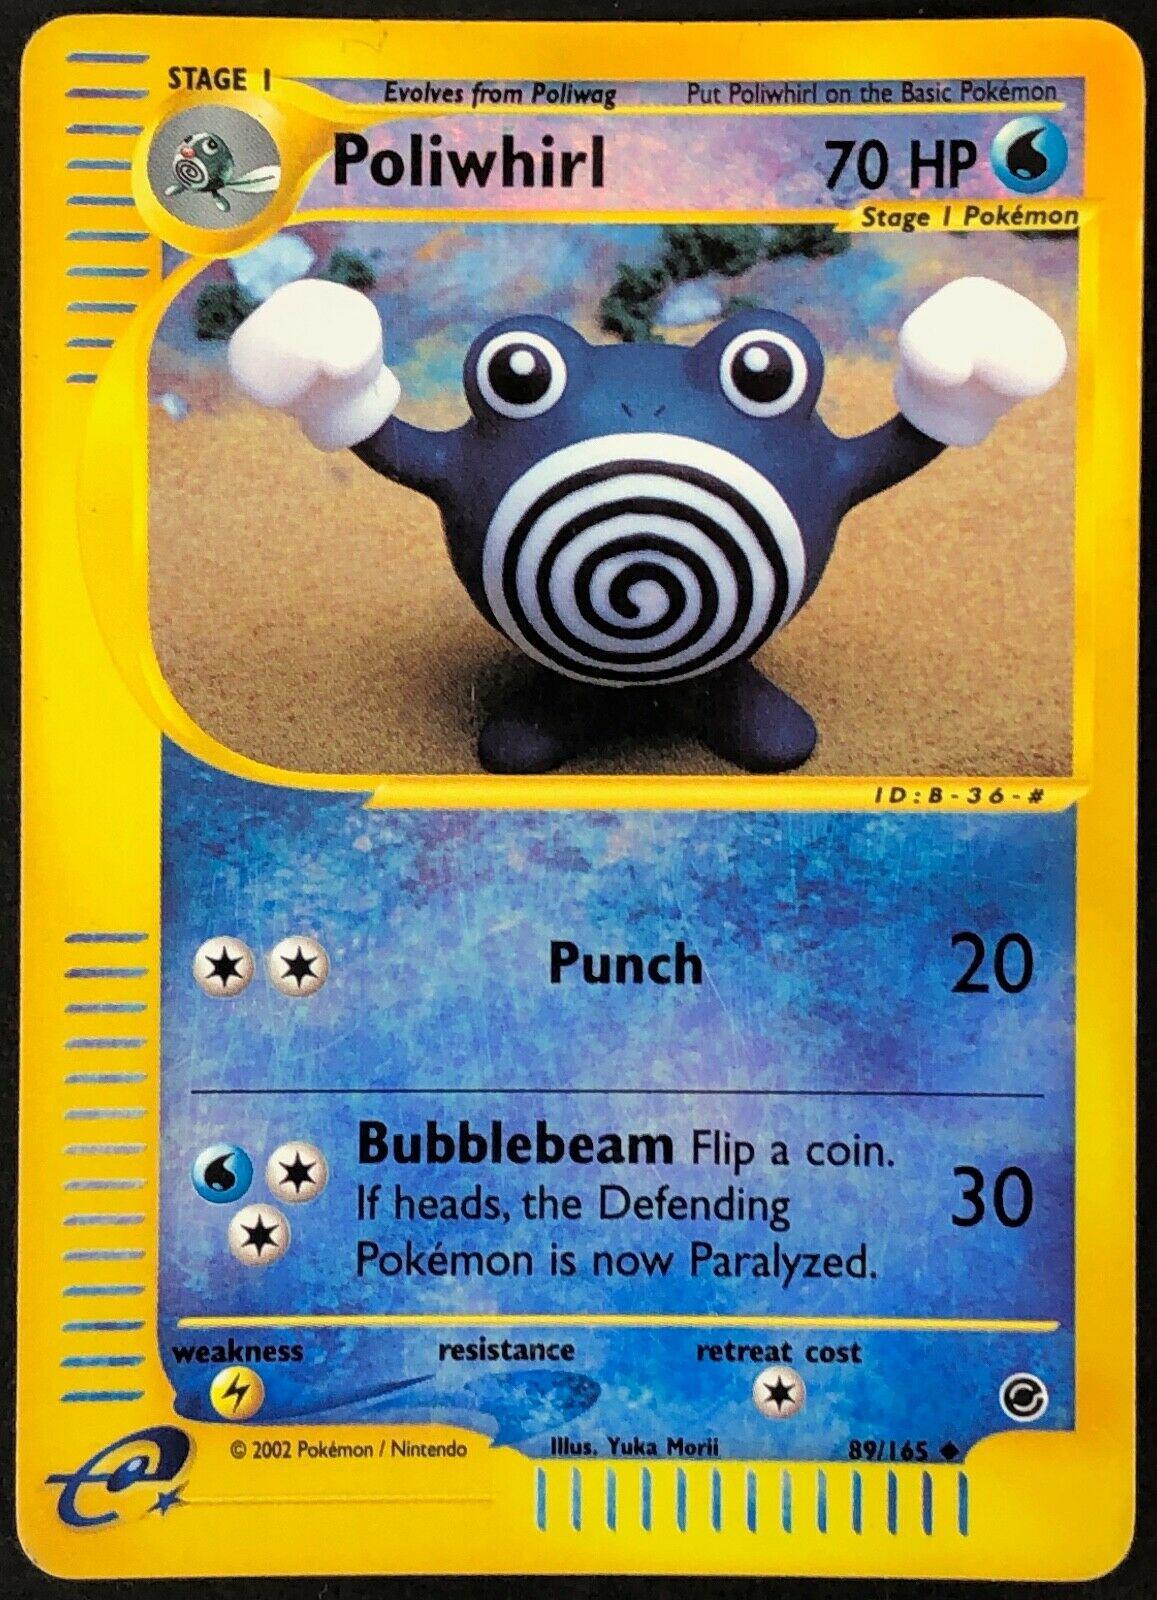 STAGE 1
Evolves from Poliwag Put Poliwhirl on the Basic Pokémon
Poliwhirl 70 HP
Stage 1 Pokémon
ID:B-36-#
Punch 20
Bubblebeam Flip a coin.
If heads, the Defending
Pokémon is now Paralyzed.
30
weakness resistance retreat cost
© 2002 Pokémon / Nintendo Illus. Yuka Morii 89/165
e